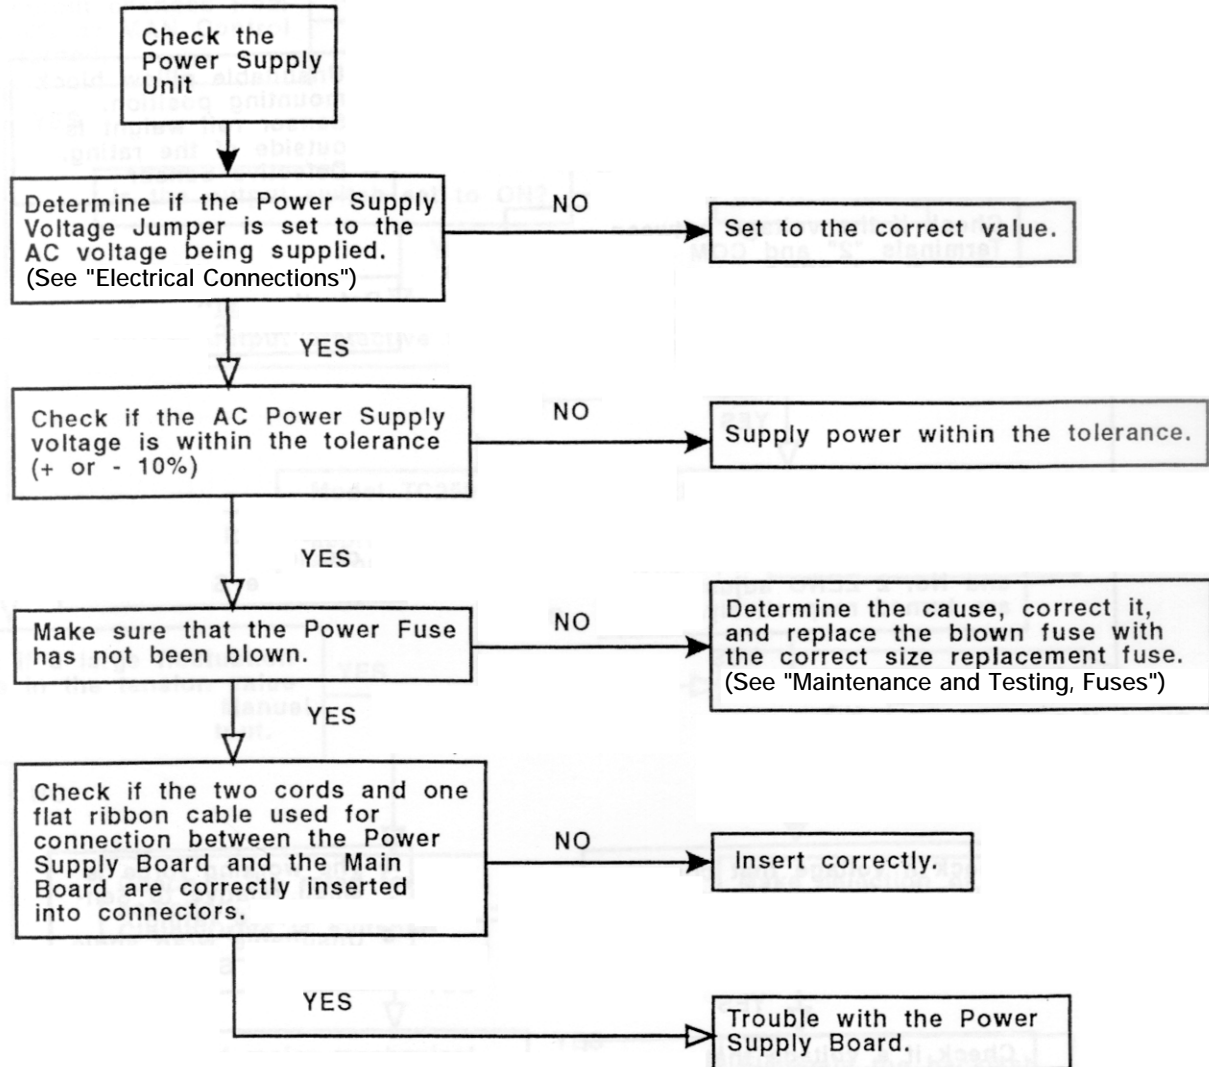 Check the
Power Supply
Unit
Determine if the Power Supply
Voltage Jumper is set to the
AC voltage being supplied.
(See "Electrical Connections")
NO
Set to the correct value.
YES
Check if the AC Power Supply
voltage is within the tolerance
(+ or - 10%)
NO
Supply power within the tolerance.
YES
Make sure that the Power Fuse
has not been blown.
NO
Determine the cause, correct it,
and replace the blown fuse with
the correct size replacement fuse.
(See "Maintenance and Testing, Fuses")
YES
Check if the two cords and one
flat ribbon cable used for
connection between the Power
Supply Board and the Main
Board are correctly inserted
into connectors.
NO
Insert correctly.
YES
Trouble with the Power
Supply Board.